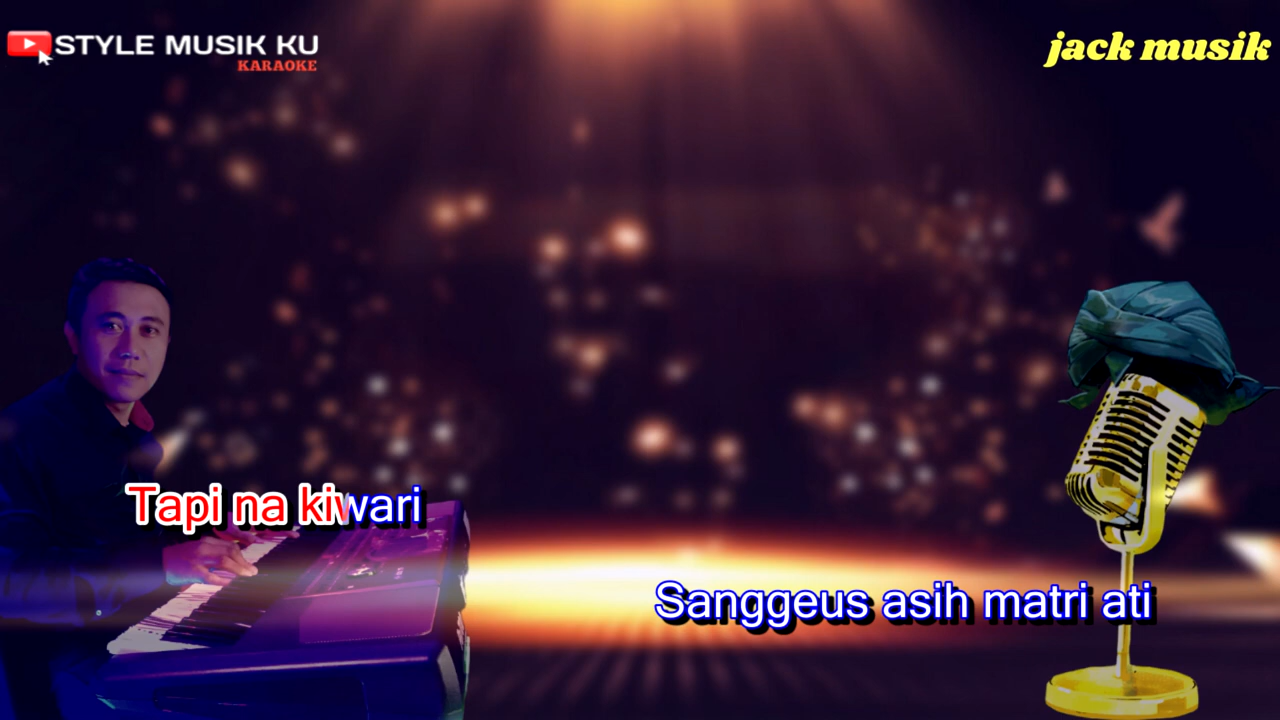 STYLE MUSIK KU
KARAOKE
jack musik
Tapi na kiwari
Sanggeus asih matri ati